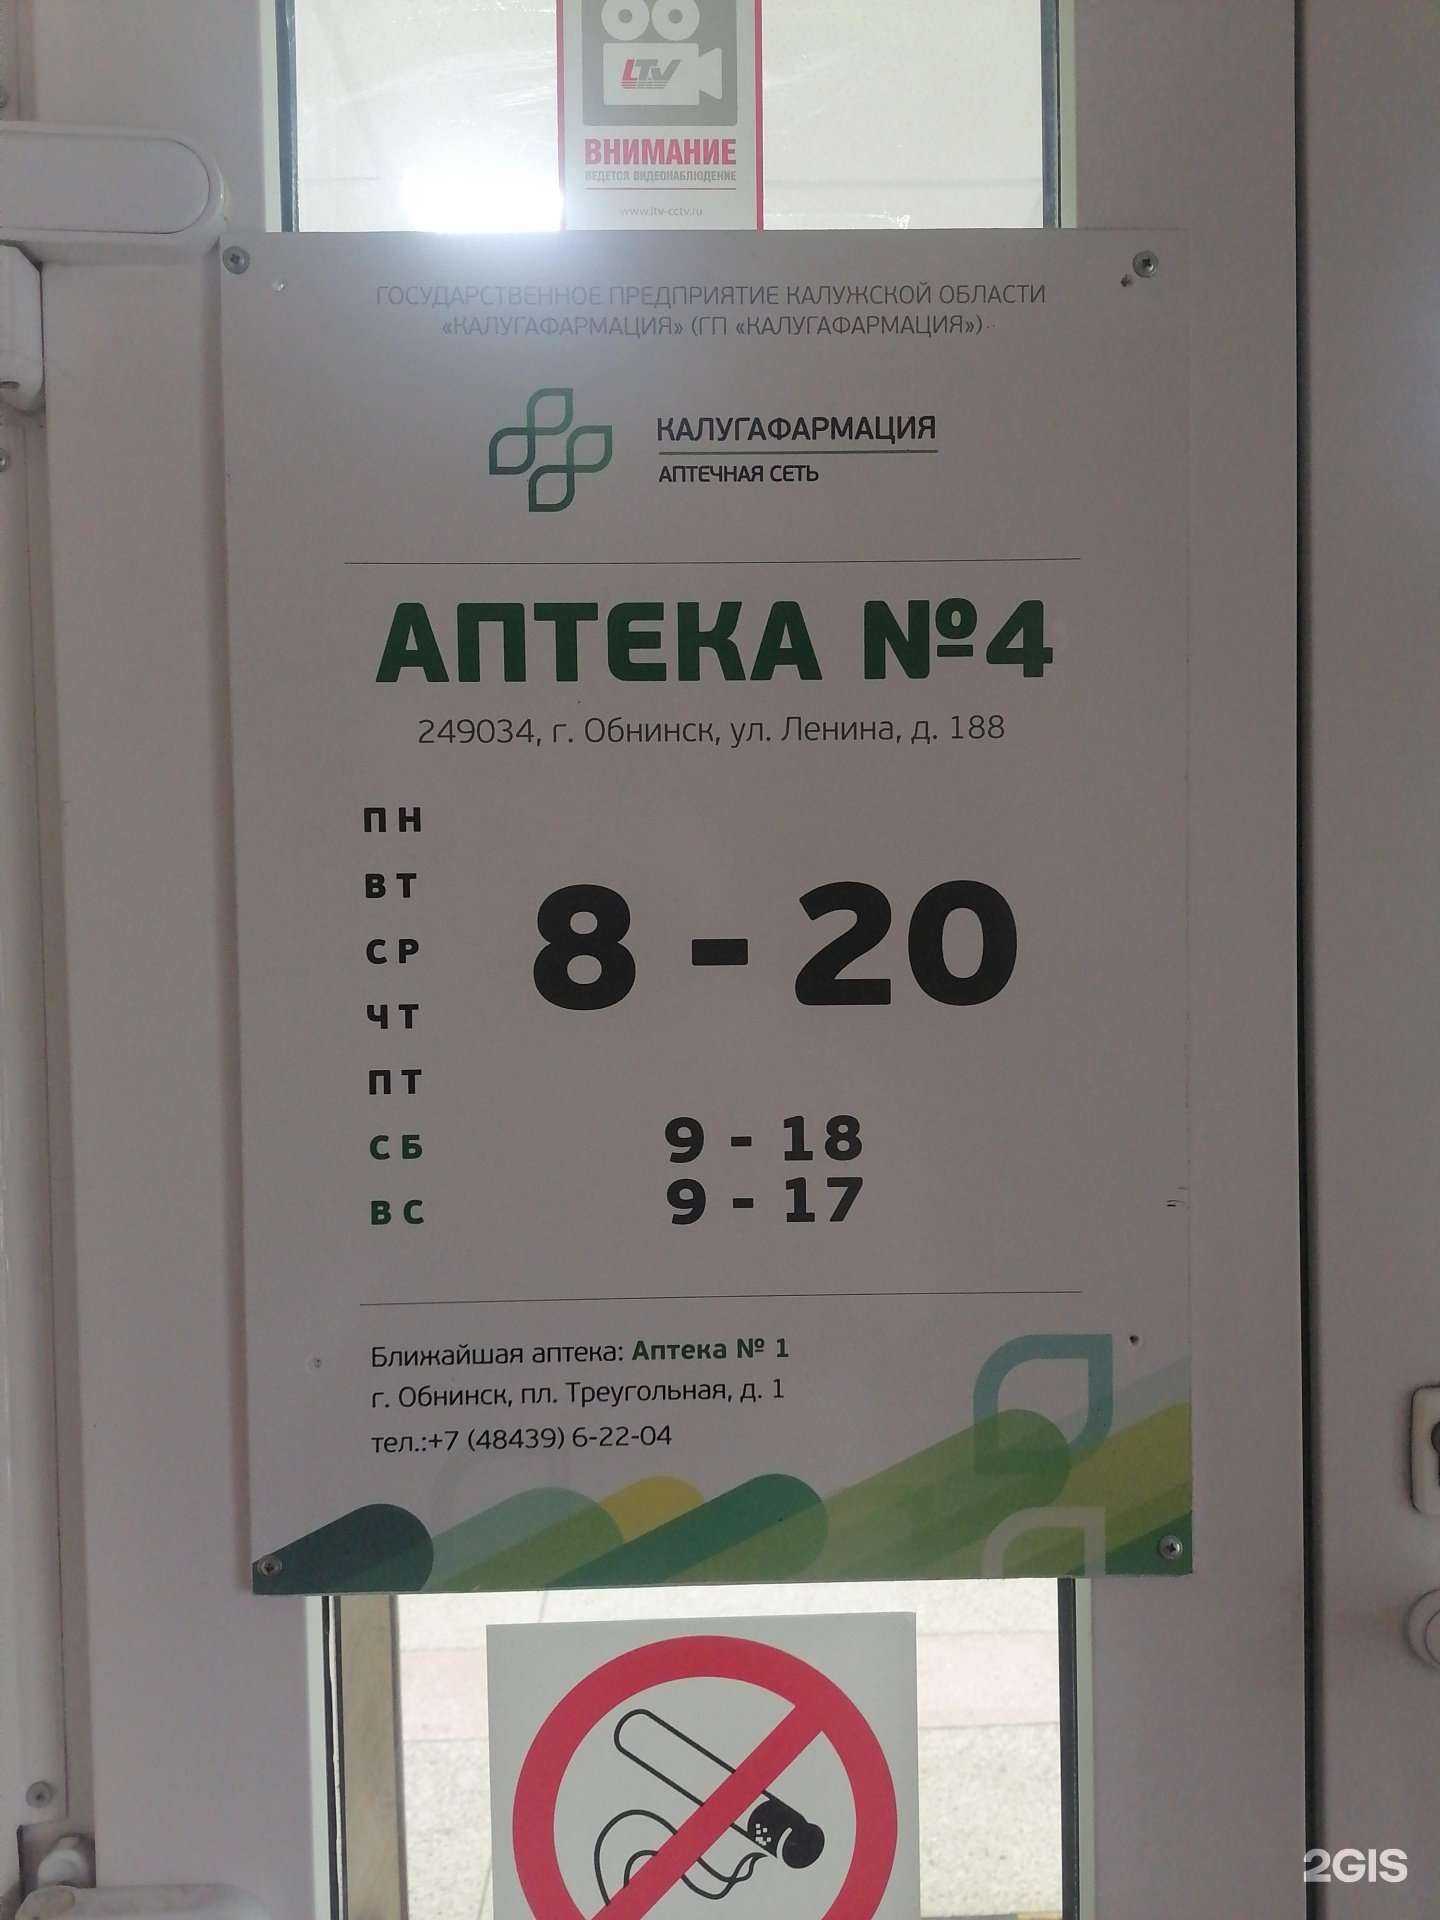 LTV
ВНИМАНИЕ
ВЕДЕТСЯ ВИДЕОНАБЛЮДЕНИЕ
www.ltv-cctv.ru
ГОСУДАРСТВЕННОЕ ПРЕДПРИЯТИЕ КАЛУЖСКОЙ ОБЛАСТИ
«КАЛУГАФАРМАЦИЯ» (ГП «КАЛУГАФАРМАЦИЯ»)
КАЛУГАФАРМАЦИЯ
АПТЕЧНАЯ СЕТЬ
АПТЕКА №4
249034, г. Обнинск, ул. Ленина, д. 188
ПН
ВТ
СР
ЧТ
ПТ
8 - 20
СБ 9 - 18
ВС 9 - 17
Ближайшая аптека: Аптека № 1
г. Обнинск, пл. Треугольная, д. 1
тел.:+7 (48439) 6-22-04
2GIS